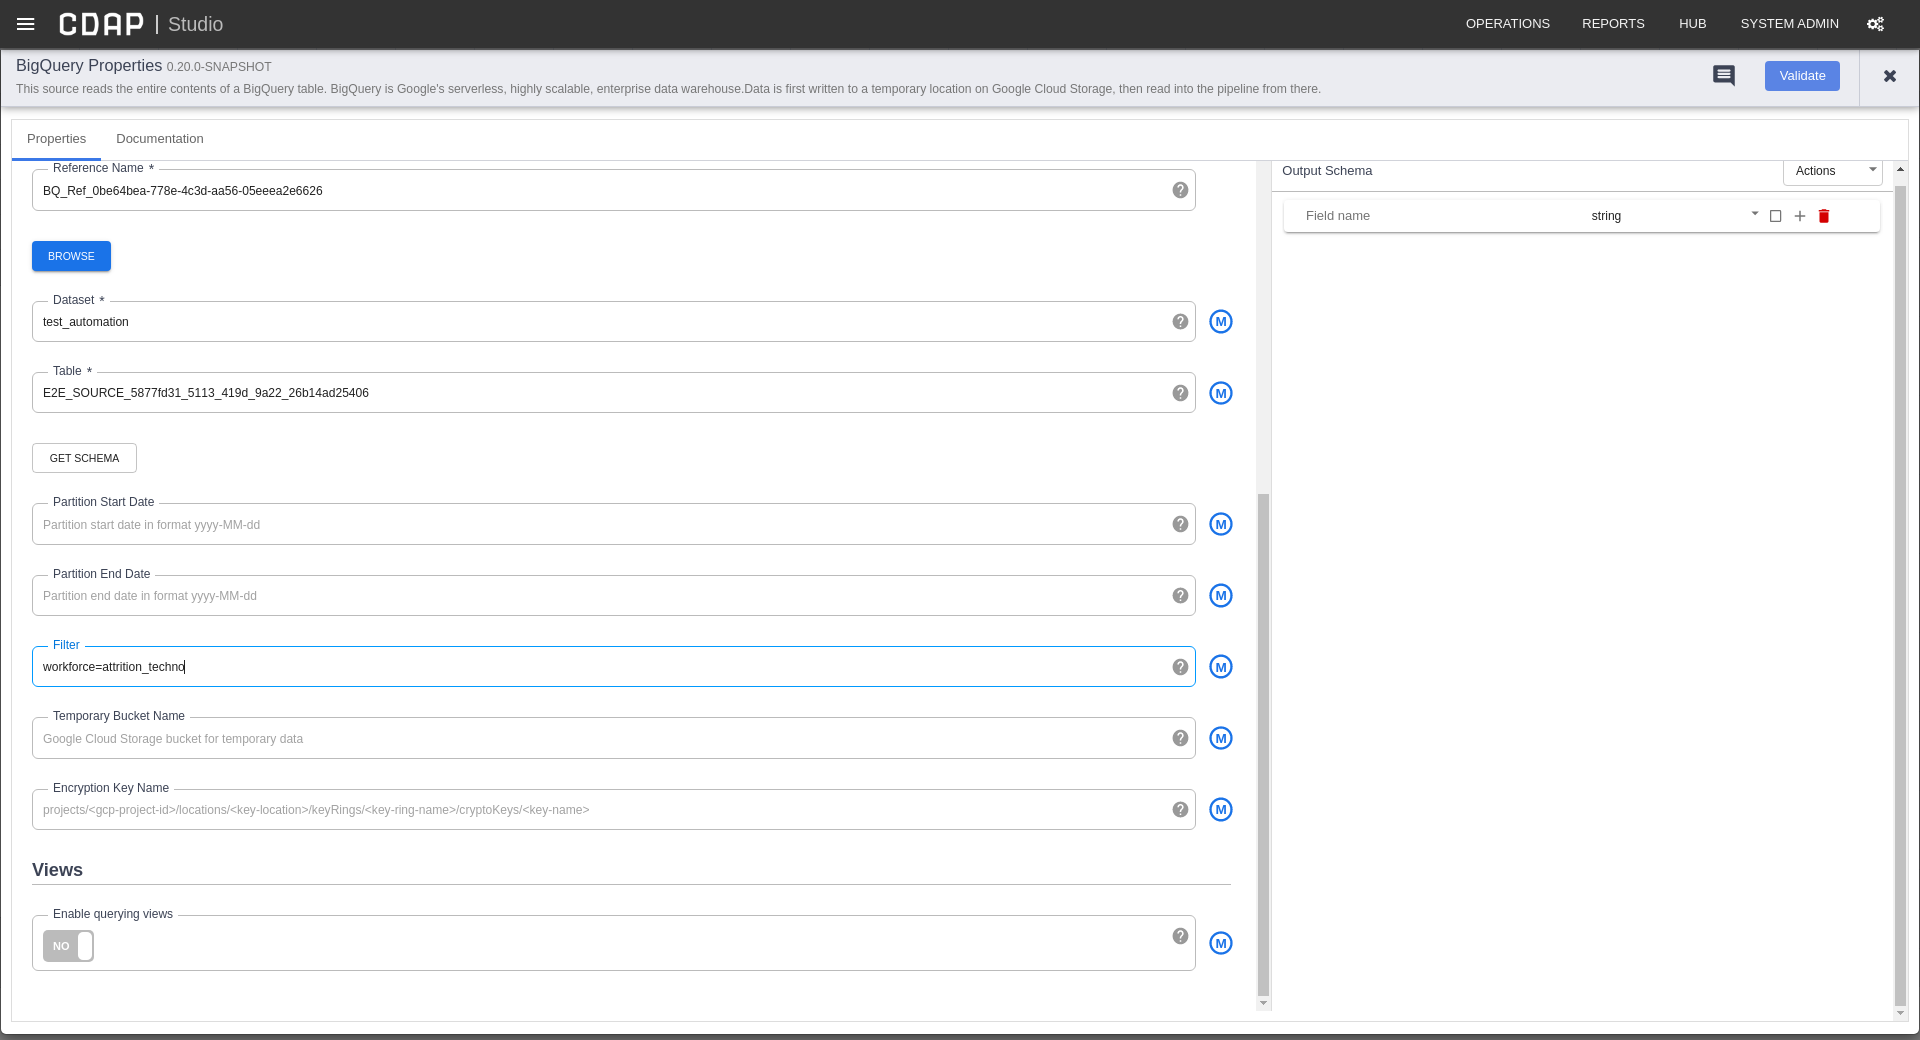 CDAP | Studio
OPERATIONS REPORTS HUB SYSTEM ADMIN
BigQuery Properties 0.20.0-SNAPSHOT
This source reads the entire contents of a BigQuery table. BigQuery is Google's serverless, highly scalable, enterprise data warehouse.Data is first written to a temporary location on Google Cloud Storage, then read into the pipeline from there.
Validate
Properties Documentation
Reference Name *
BQ_Ref_0be64bea-778e-4c3d-aa56-05eeea2e6626
BROWSE
Dataset *
test_automation
M
Table *
E2E_SOURCE_5877fd31_5113_419d_9a22_26b14ad25406
M
GET SCHEMA
Partition Start Date
Partition start date in format yyyy-MM-dd
M
Partition End Date
Partition end date in format yyyy-MM-dd
M
Filter
workforce=attrition_techno
M
Temporary Bucket Name
Google Cloud Storage bucket for temporary data
M
Encryption Key Name
projects/<gcp-project-id>/locations/<key-location>/keyRings/<key-ring-name>/cryptoKeys/<key-name>
M
Views
Enable querying views
NO
M
Output Schema
Actions
Field name string